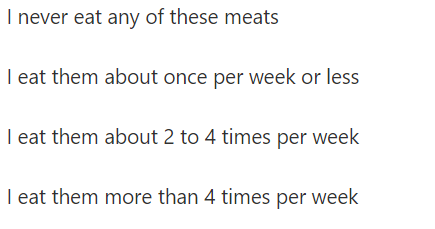 I never eat any of these meats
I eat them about once per week or less
I eat them about 2 to 4 times per week
I eat them more than 4 times per week